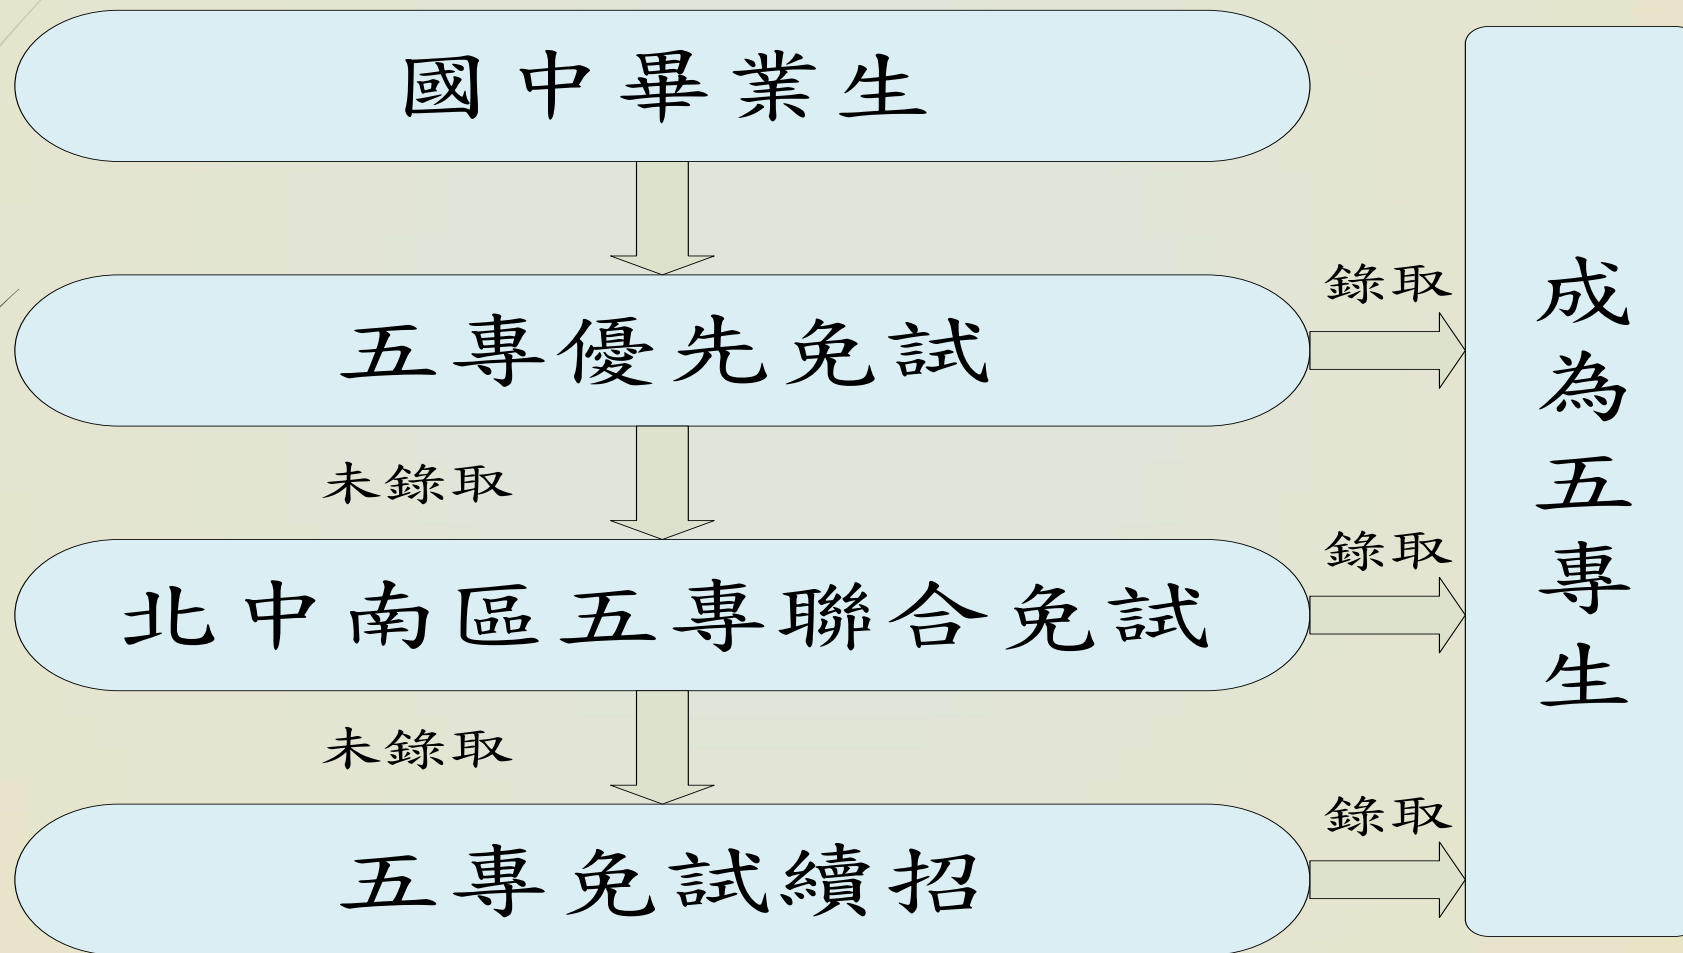 國中畢業生
五專優先免試
錄取
未錄取
北中南區五專聯合免試
錄取
未錄取
五專免試續招
錄取
成為五專生